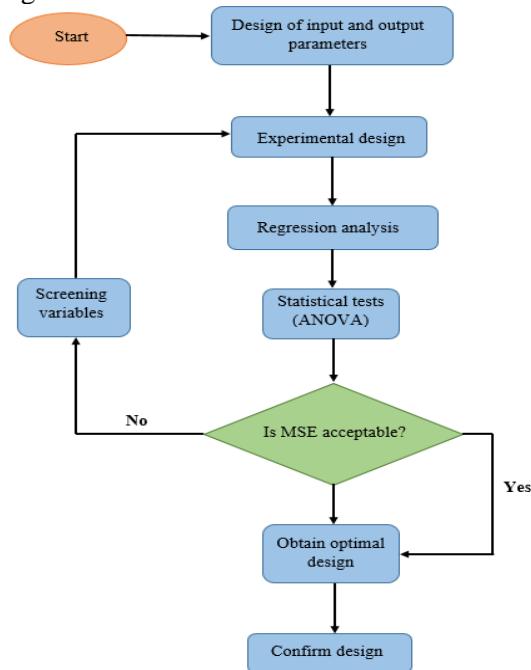 Start
Design of input and output
parameters
Experimental design
Regression analysis
Screening
variables
Statistical tests
(ANOVA)
No
Is MSE acceptable?
Yes
Obtain optimal
design
Confirm design